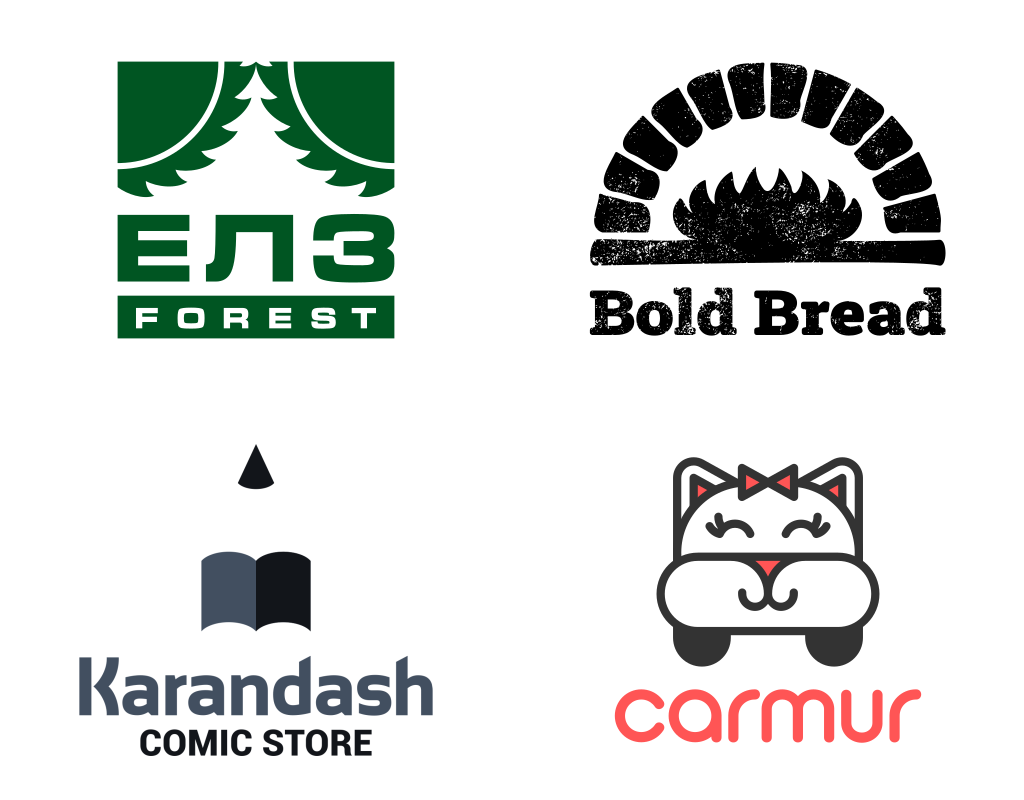 ЕЛЗ
FOREST
Bold Bread
Karandash
COMIC STORE
carmur